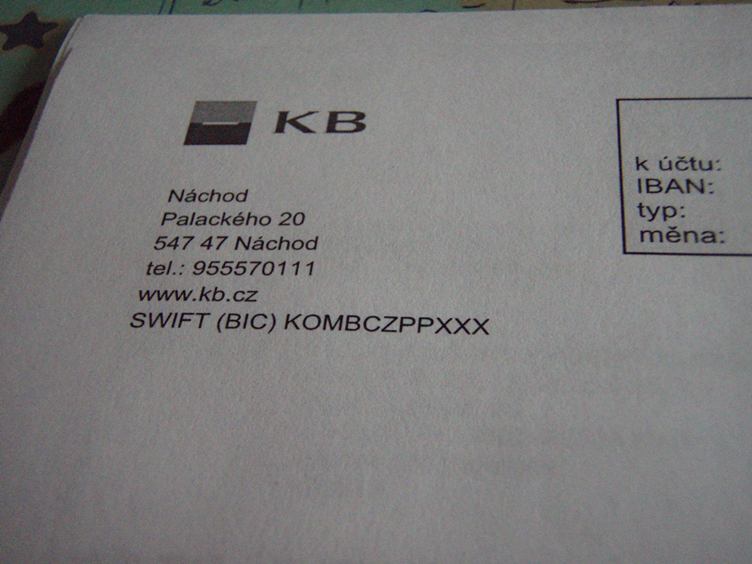 KB
Náchod
Palackého 20
547 47 Náchod
tel.: 955570111
www.kb.cz
SWIFT (BIC) KOMBCZPPXXX
k účtu:
IBAN:
typ:
měna: